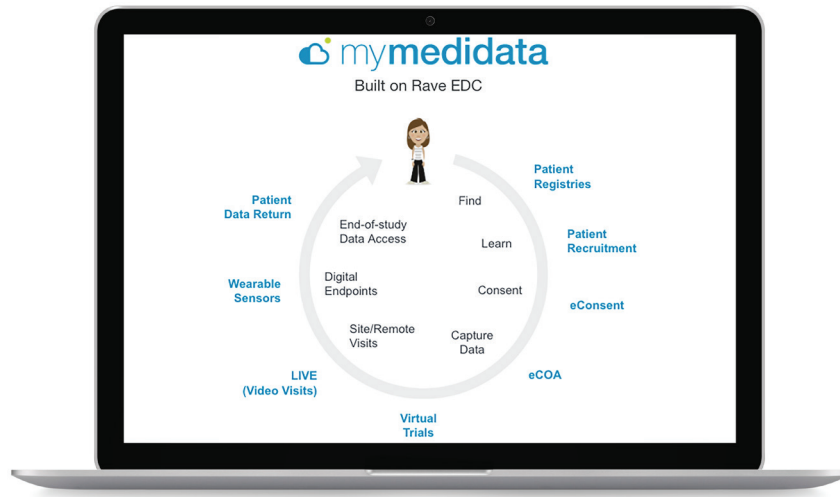 mymedidata
Built on Rave EDC
Patient
Registries
Find
Patient
Data Return
End-of-study
Data Access
Learn
Patient
Recruitment
Wearable
Sensors
Digital
Endpoints
Consent
eConsent
Site/Remote
Visits
Capture
Data
LIVE
(Video Visits)
eCOA
Virtual
Trials